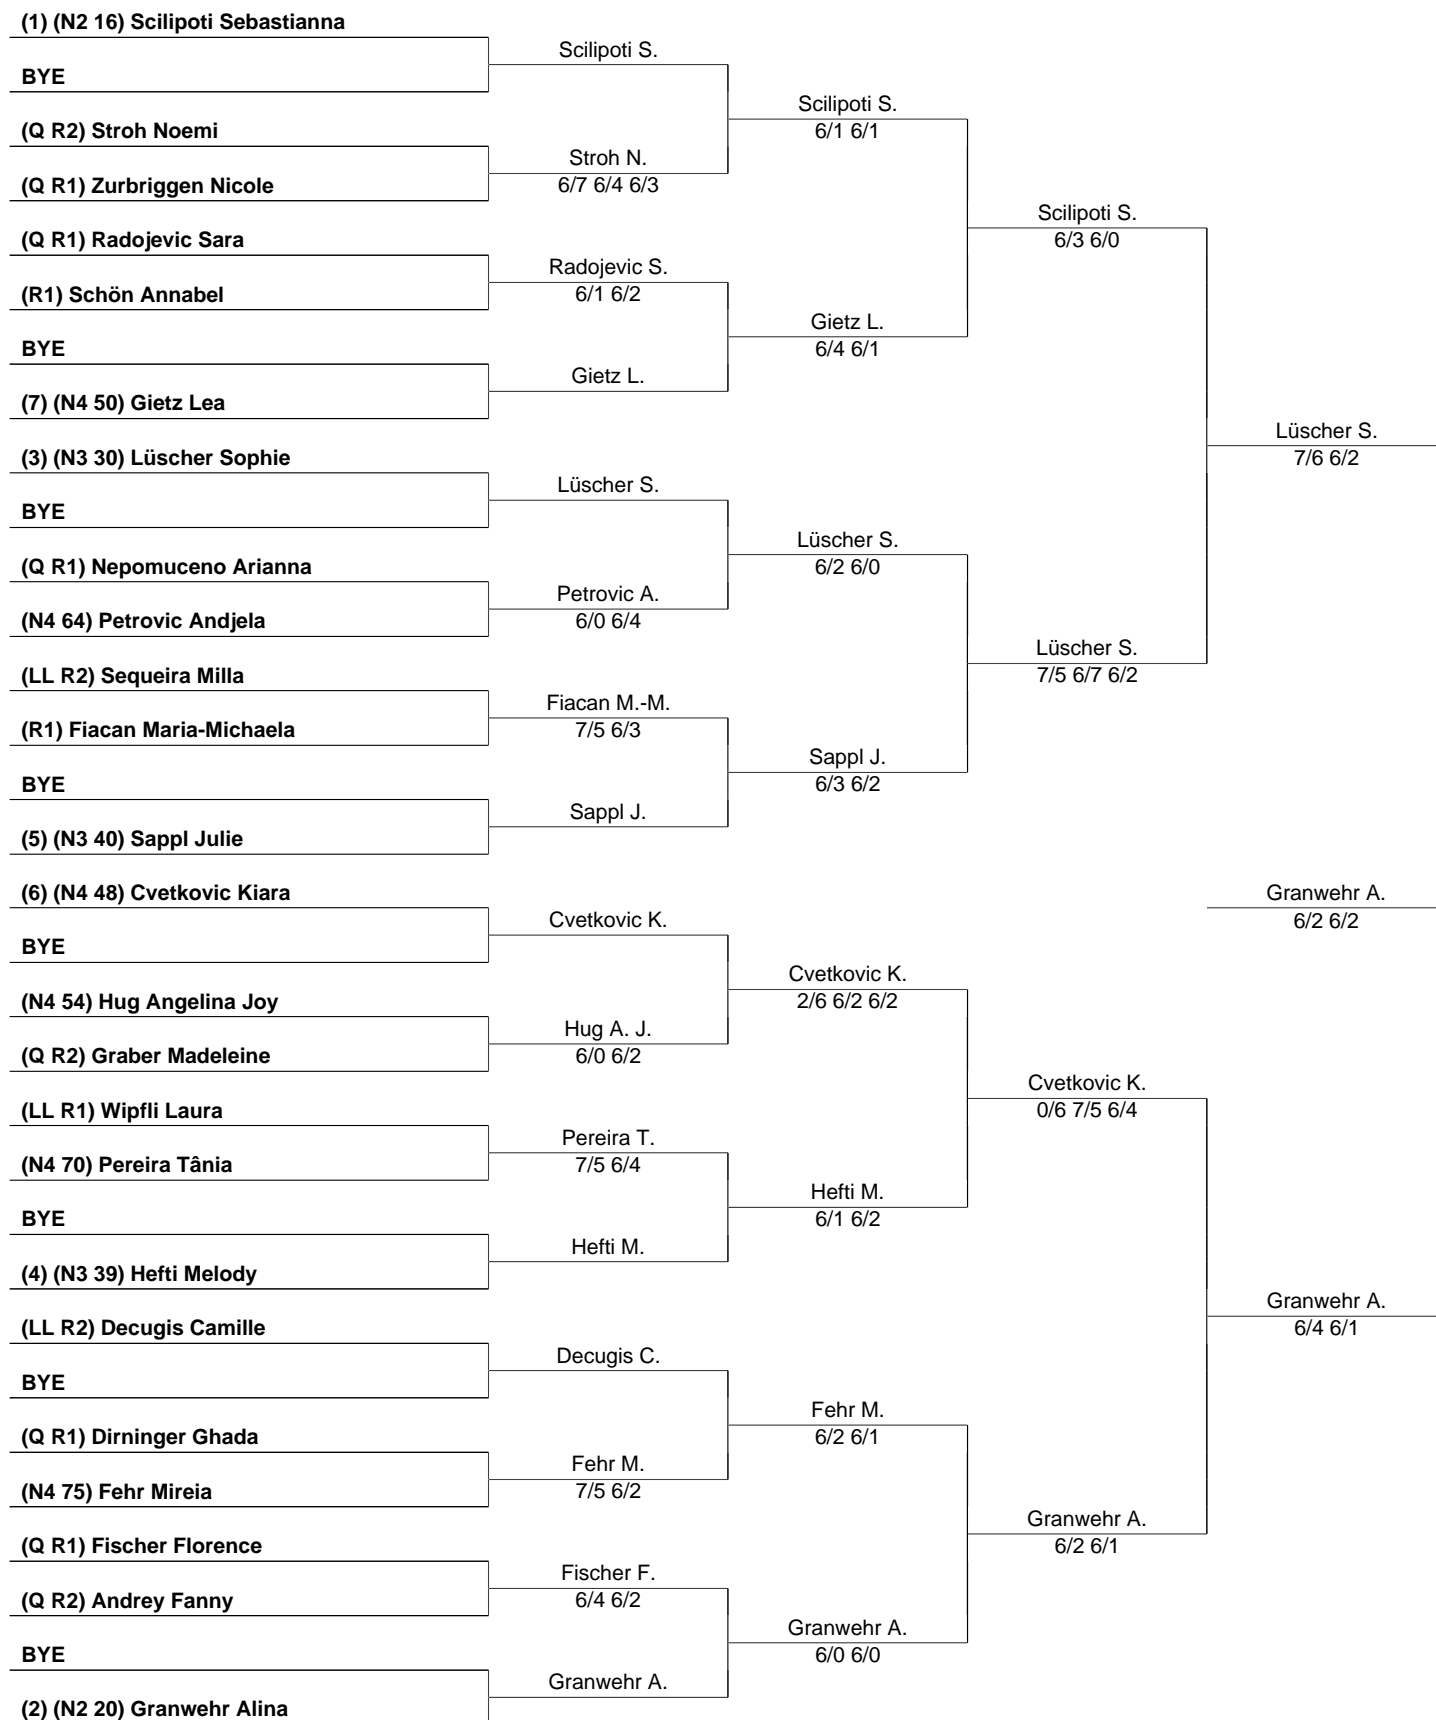 (1) (N2 16) Scilipoti Sebastianna
BYE
(Q R2) Stroh Noemi
(Q R1) Zurbriggen Nicole
(Q R1) Radojevic Sara
(R1) Schön Annabel
BYE
(7) (N4 50) Gietz Lea
(3) (N3 30) Lüscher Sophie
BYE
(Q R1) Nepomuceno Arianna
(N4 64) Petrovic Andjela
(LL R2) Sequeira Milla
(R1) Fiacan Maria-Michaela
BYE
(5) (N3 40) Sappl Julie
(6) (N4 48) Cvetkovic Kiara
BYE
(N4 54) Hug Angelina Joy
(Q R2) Graber Madeleine
(LL R1) Wipfli Laura
(N4 70) Pereira Tânia
BYE
(4) (N3 39) Hefti Melody
(LL R2) Decugis Camille
BYE
(Q R1) Dirninger Ghada
(N4 75) Fehr Mireia
(Q R1) Fischer Florence
(Q R2) Andrey Fanny
BYE
(2) (N2 20) Granwehr Alina
Scilipoti S.
Stroh N.
6/7 6/4 6/3
Radojevic S.
6/1 6/2
Gietz L.
Lüscher S.
Petrovic A.
6/0 6/4
Fiacan M.-M.
7/5 6/3
Sappl J.
Cvetkovic K.
Hug A. J.
6/0 6/2
Pereira T.
7/5 6/4
Hefti M.
Decugis C.
Fehr M.
7/5 6/2
Fischer F.
6/4 6/2
Granwehr A.
Scilipoti S.
6/1 6/1
Gietz L.
6/4 6/1
Lüscher S.
6/2 6/0
Sappl J.
6/3 6/2
Cvetkovic K.
2/6 6/2 6/2
Hefti M.
6/1 6/2
Fehr M.
6/2 6/1
Granwehr A.
6/0 6/0
Scilipoti S.
6/3 6/0
Lüscher S.
7/5 6/7 6/2
Cvetkovic K.
0/6 7/5 6/4
Granwehr A.
6/2 6/1
Lüscher S.
7/6 6/2
Granwehr A.
6/2 6/2
Granwehr A.
6/4 6/1